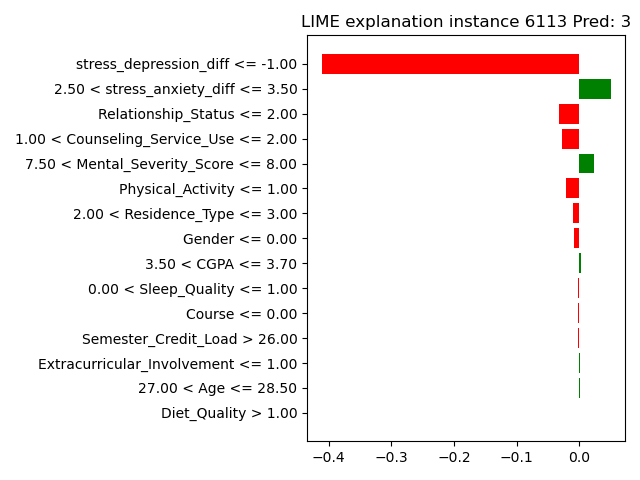 LIME explanation instance 6113 Pred: 3
stress_depression_diff <= -1.00
2.50 < stress_anxiety_diff <= 3.50
Relationship_Status <= 2.00
1.00 < Counseling_Service_Use <= 2.00
7.50 < Mental_Severity_Score <= 8.00
Physical_Activity <= 1.00
2.00 < Residence_Type <= 3.00
Gender <= 0.00
3.50 < CGPA <= 3.70
0.00 < Sleep_Quality <= 1.00
Course <= 0.00
Semester_Credit_Load > 26.00
Extracurricular_Involvement <= 1.00
27.00 < Age <= 28.50
Diet_Quality > 1.00
−0.4 −0.3 −0.2 −0.1 0.0